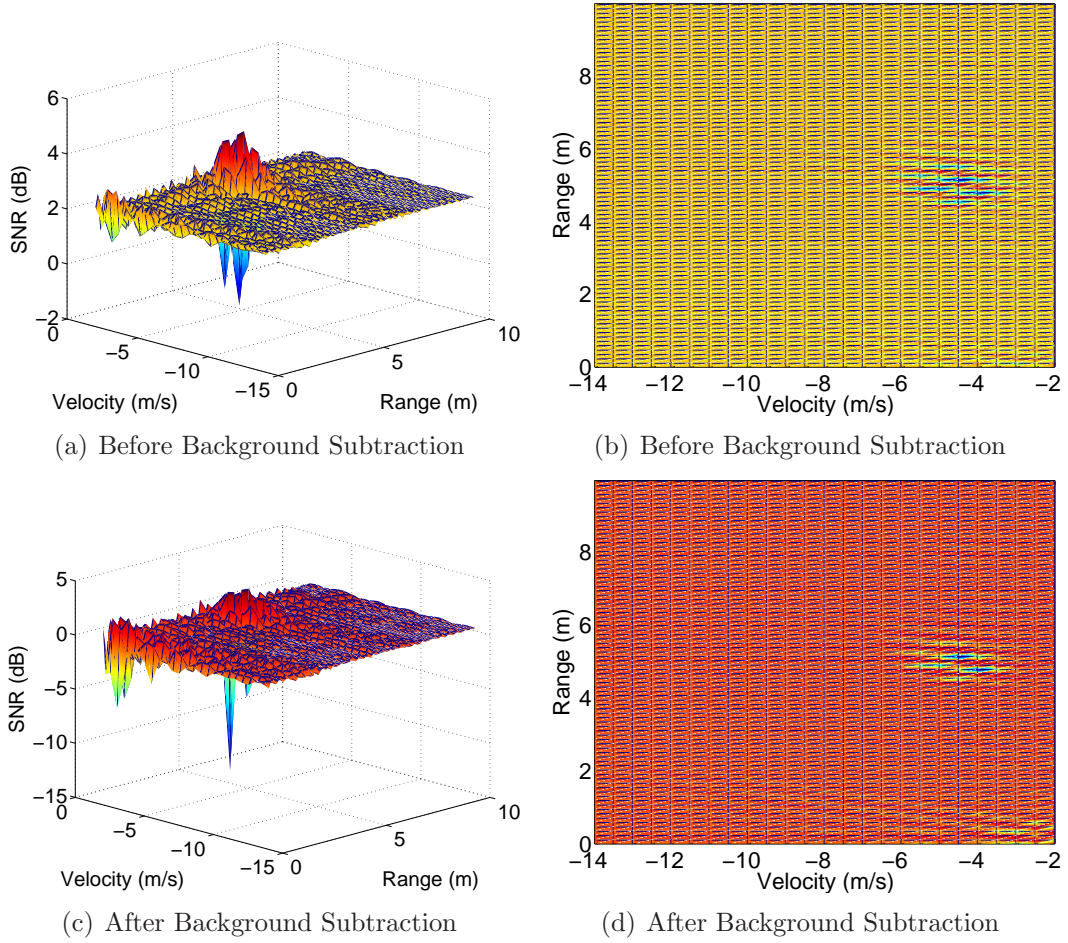 6
4
2
0
−2
SNR (dB)
0
−5
−10
−15
Velocity (m/s)
0
5
10
Range (m)
(a) Before Background Subtraction
8
6
4
2
0
Range (m)
−14 −12 −10 −8 −6 −4 −2
Velocity (m/s)
(b) Before Background Subtraction
5
0
−5
−10
−15
SNR (dB)
0
−5
−10
−15
Velocity (m/s)
0
5
10
Range (m)
(c) After Background Subtraction
8
6
4
2
0
Range (m)
−14 −12 −10 −8 −6 −4 −2
Velocity (m/s)
(d) After Background Subtraction